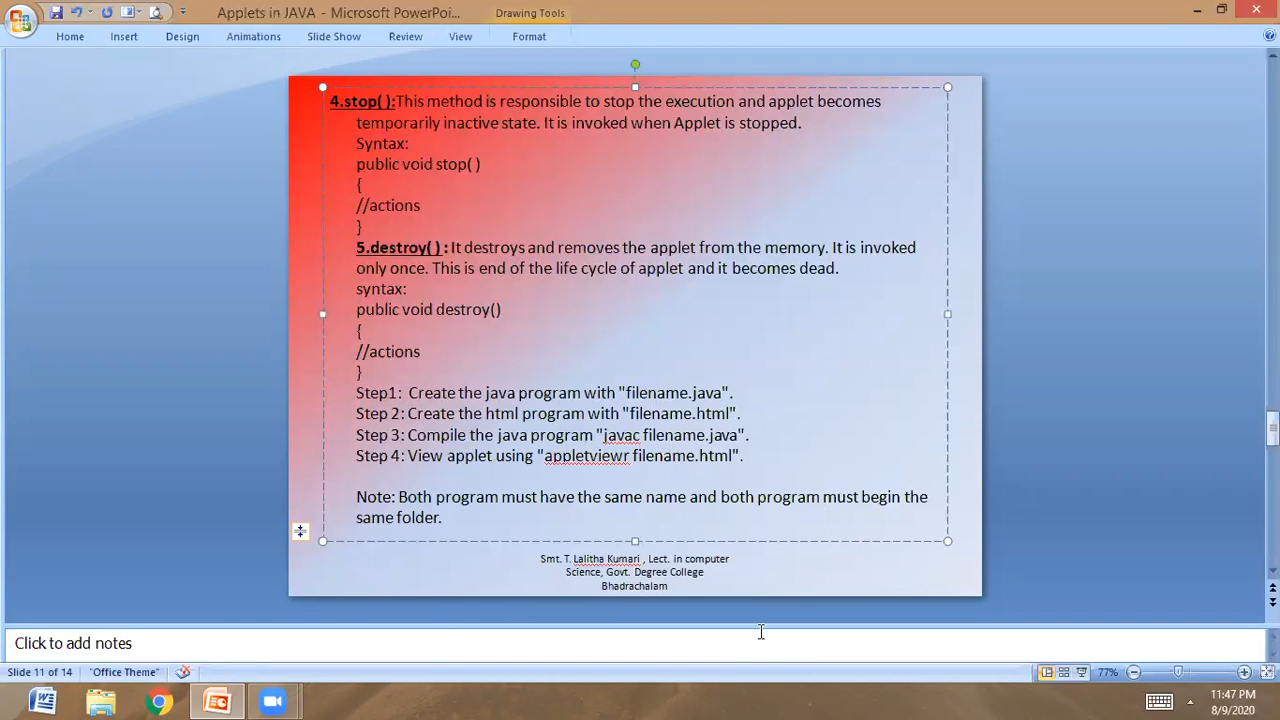 Applets in JAVA - Microsoft PowerPoi...
Drawing Tools
Home
Insert
Design
Animations
Slide Show
Review
View
Format
4.stop( ):This method is responsible to stop the execution and applet becomes
temporarily inactive state. It is invoked when Applet is stopped.
Syntax:
public void stop( )
{
//actions
}
5.destroy( ) : It destroys and removes the applet from the memory. It is invoked
only once. This is end of the life cycle of applet and it becomes dead.
syntax:
public void destroy()
{
//actions
}
Step1:  Create the java program with "filename.java".
Step 2: Create the html program with "filename.html".
Step 3: Compile the java program "javac filename.java".
Step 4: View applet using "appletviewr filename.html".
Note: Both program must have the same name and both program must begin the
same folder.
Smt. T. Lalitha Kumari , Lect. in computer
Science, Govt. Degree College
Bhadrachalam
Click to add notes
Slide 11 of 14
"Office Theme"
77%
11:47 PM
8/9/2020